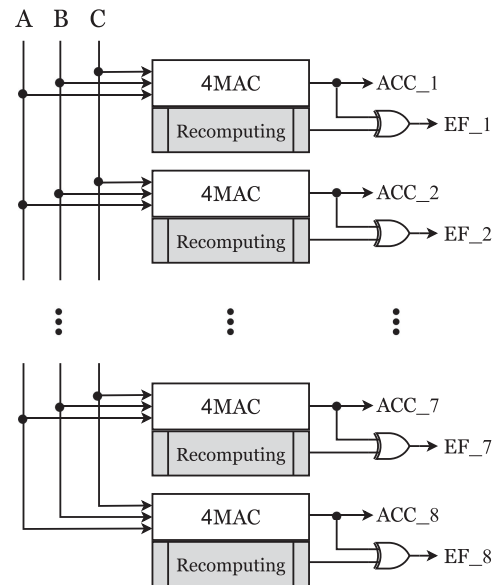 A B C
4MAC
ACC_1
Recomputing
EF_1
4MAC
ACC_2
Recomputing
EF_2
4MAC
ACC_7
Recomputing
EF_7
4MAC
ACC_8
Recomputing
EF_8